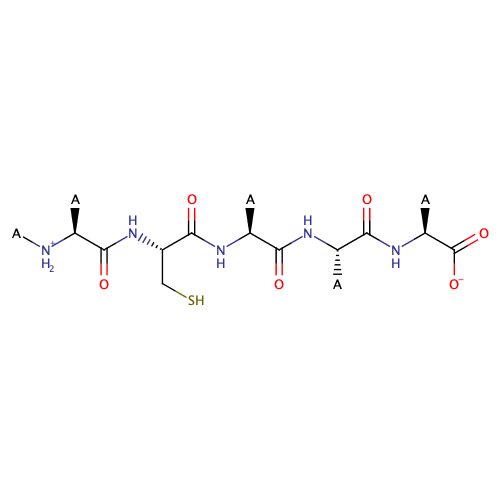 A A A
H O H O
A N+ N N N O
H2 O N H O N H O−
SH A